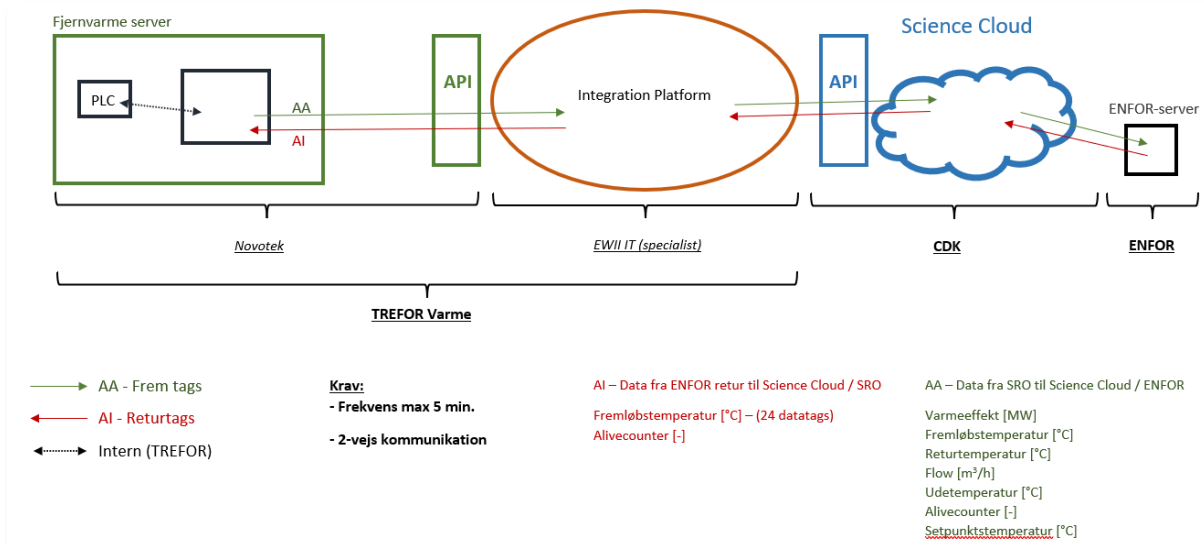 Fjernvarme server
Science Cloud
PLC
AA
AI
API
Integration Platform
API
ENFOR-server
Novotek
EWII IT (specialist)
CDK
ENFOR
TREFOR Varme
AA - Frem tags
AI - Returtags
Intern (TREFOR)
Krav:
- Frekvens max 5 min.
- 2-vejs kommunikation
AI – Data fra ENFOR retur til Science Cloud / SRO
Fremløbstemperatur [°C] – (24 datatags)
Alivecounter [-]
AA – Data fra SRO til Science Cloud / ENFOR
Varmeeffekt [MW]
Fremløbstemperatur [°C]
Returtemperatur [°C]
Flow [m³/h]
Udetemperatur [°C]
Alivecounter [-]
Setpunktstemperatur [°C]